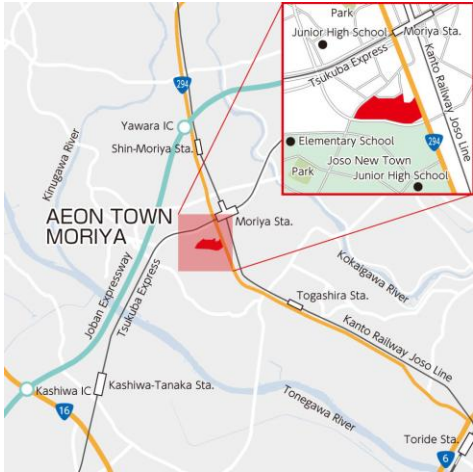 294
Yawara IC
Shin-Moriya Sta.
Kinugawa River
AEON TOWN
MORIYA
Moriya Sta.
Joban Expressway
Tsukuba Express
Kokaigawa River
Togashira Sta.
Kanto Railway Joso Line
Kashiwa IC
16
Kashiwa-Tanaka Sta.
Tonegawa River
Toride Sta.
6
Park
Junior High School
Moriya Sta.
Tsukuba Express
Kanto Railway Joso Line
294
Elementary School
Joso New Town
Park
Junior High School